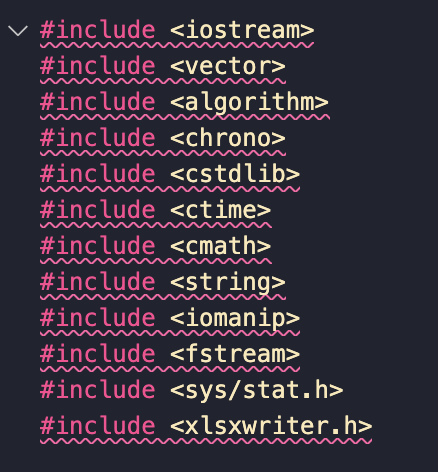 #include <iostream>
#include <vector>
#include <algorithm>
#include <chrono>
#include <cstdlib>
#include <ctime>
#include <cmath>
#include <string>
#include <iomanip>
#include <fstream>
#include <sys/stat.h>
#include <xlsxwriter.h>